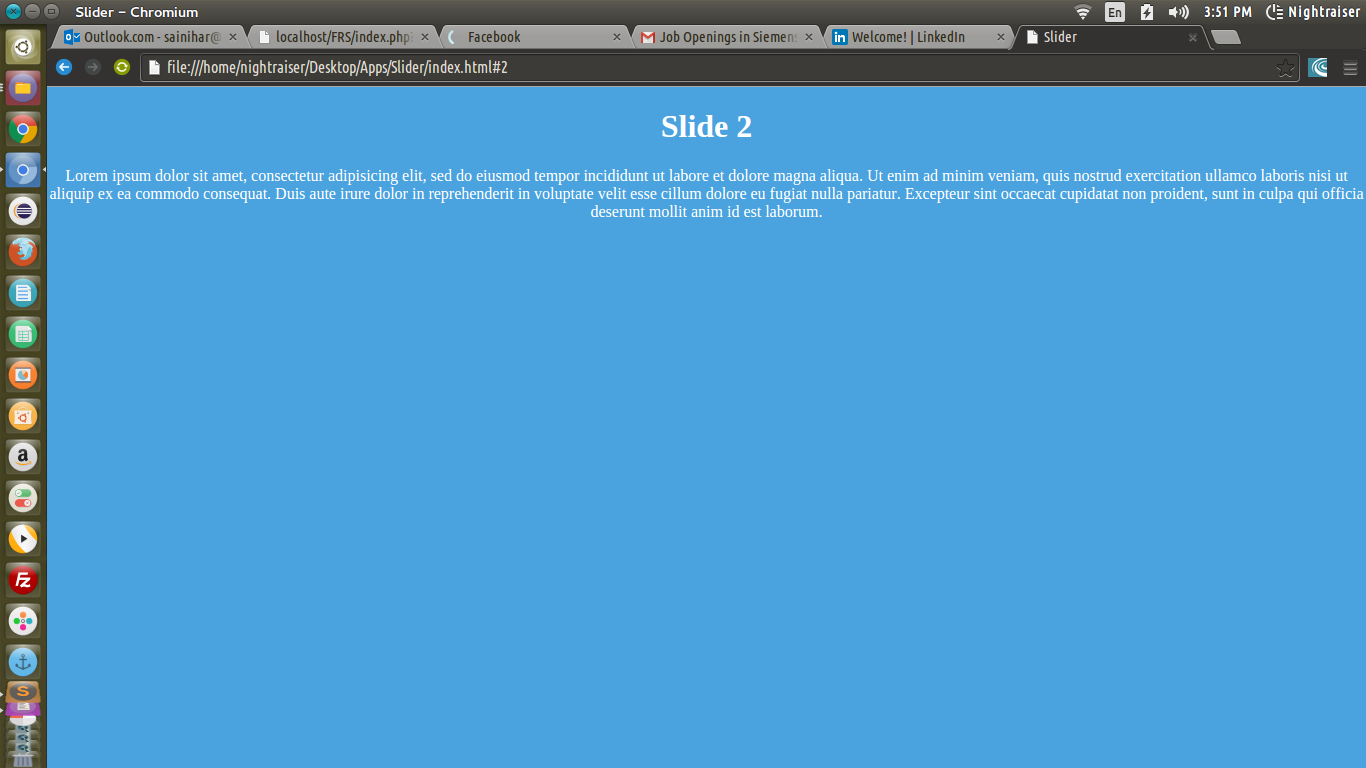 Slider – Chromium
En
3:51 PM
Nightraiser
Outlook.com - sainihar@
localhost/FRS/index.php
Facebook
Job Openings in Siemens
Welcome! | LinkedIn
Slider
file:///home/nightraiser/Desktop/Apps/Slider/index.html#2
Slide 2
Lorem ipsum dolor sit amet, consectetur adipisicing elit, sed do eiusmod tempor incididunt ut labore et dolore magna aliqua. Ut enim ad minim veniam, quis nostrud exercitation ullamco laboris nisi ut
aliquip ex ea commodo consequat. Duis aute irure dolor in reprehenderit in voluptate velit esse cillum dolore eu fugiat nulla pariatur. Excepteur sint occaecat cupidatat non proident, sunt in culpa qui officia
deserunt mollit anim id est laborum.